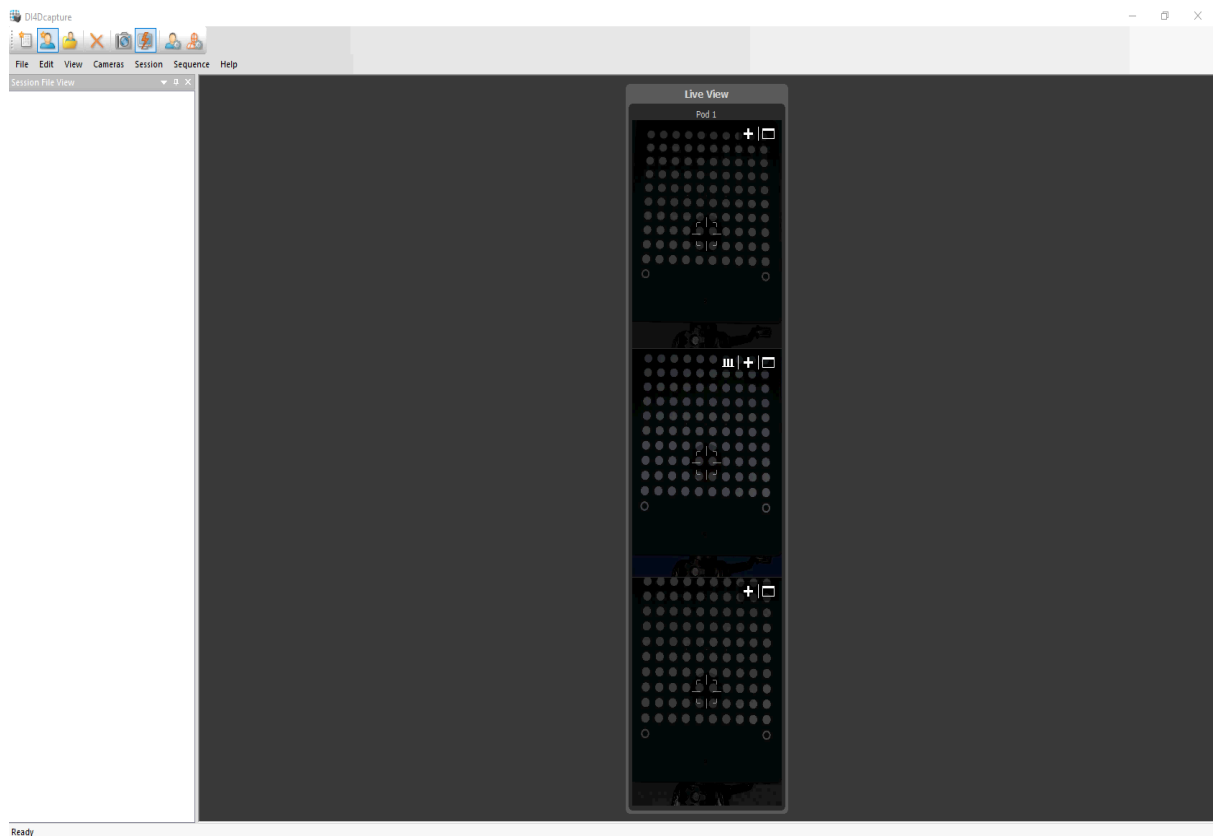 DI4Dcapture
File Edit View Cameras Session Sequence Help
Session File View
Live View
Pod 1
Ready